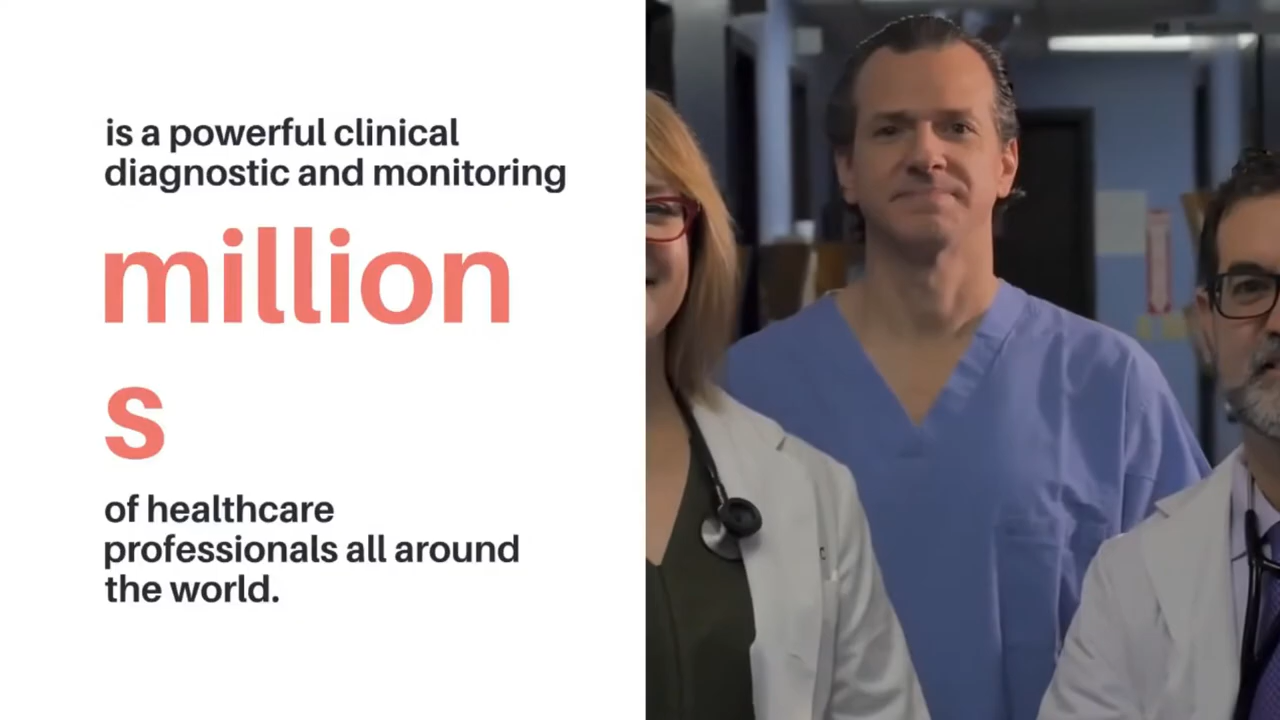 is a powerful clinical
diagnostic and monitoring
million
s
of healthcare
professionals all around
the world.